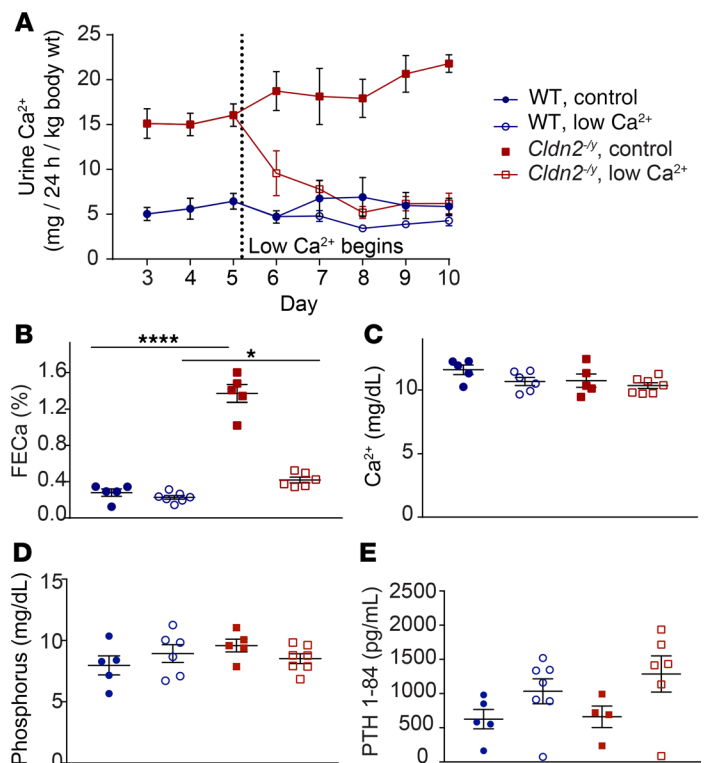 A
Urine Ca²⁺
(mg / 24 h / kg body wt)
25
20
15
10
5
0
3 4 5 6 7 8 9 10
Day
Low Ca²⁺ begins
WT, control
WT, low Ca²⁺
Cldn2⁻/ʸ, control
Cldn2⁻/ʸ, low Ca²⁺
B
FECa (%)
1.6
1.2
0.8
0.4
0.0
****
*
C
Ca²⁺ (mg/dL)
10
5
0
D
Phosphorus (mg/dL)
15
10
5
0
E
PTH 1-84 (pg/mL)
2500
2000
1500
1000
500
0